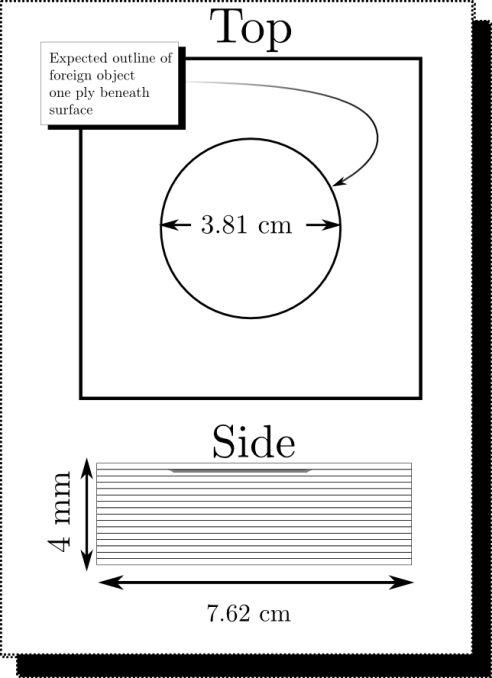 Top
Expected outline of
foreign object
one ply beneath
surface
3.81 cm
Side
4 mm
7.62 cm